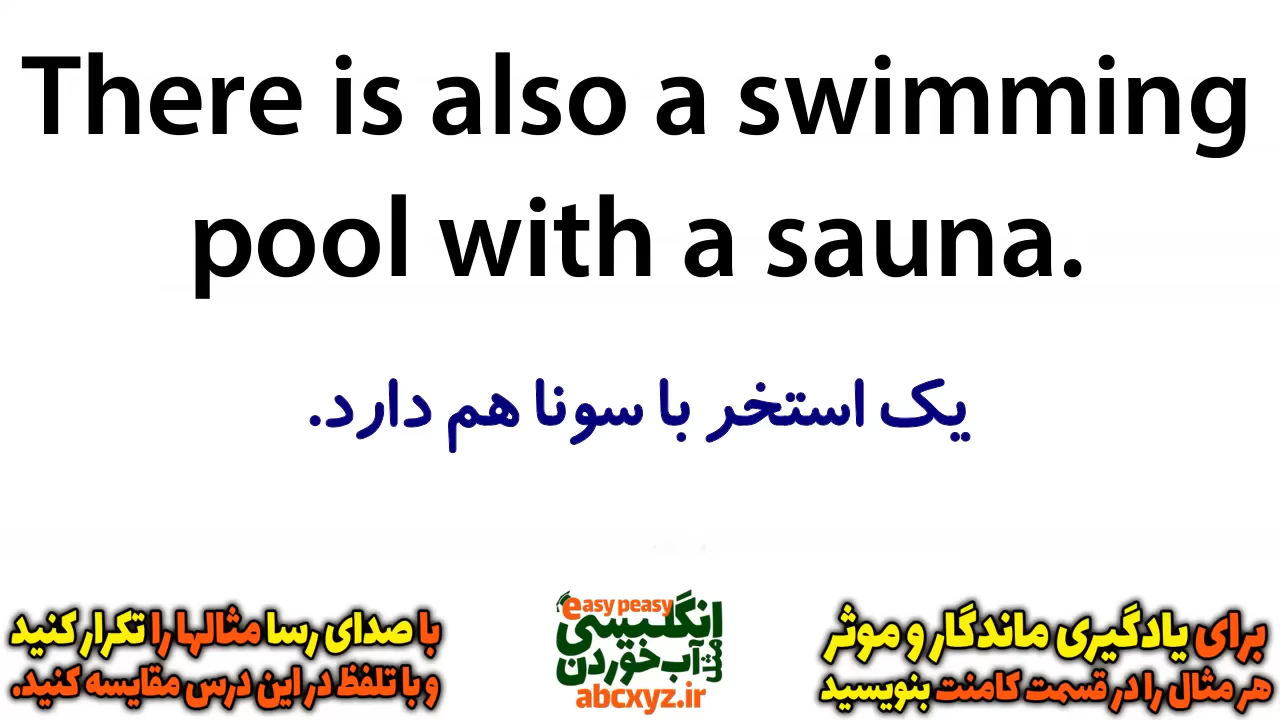 There is also a swimming
pool with a sauna.
یک استخر با سونا هم دارد.
برای یادگیری ماندگار و موثر
هر مثال را در قسمت کامنت بنویسید
easy peasy
انگلیسی
مثل آب خوردن
abcxyz.ir
با صدای رسا مثالها را تکرار کنید
و با تلفظ در این درس مقایسه کنید.